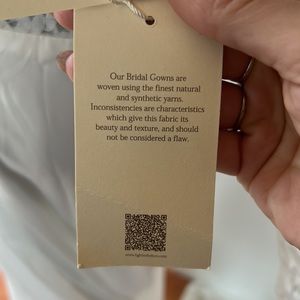 Our Bridal Gowns are
woven using the finest natural
and synthetic yarns.
Inconsistencies are characteristics
which give this fabric its
beauty and texture, and should
not be considered a flaw.